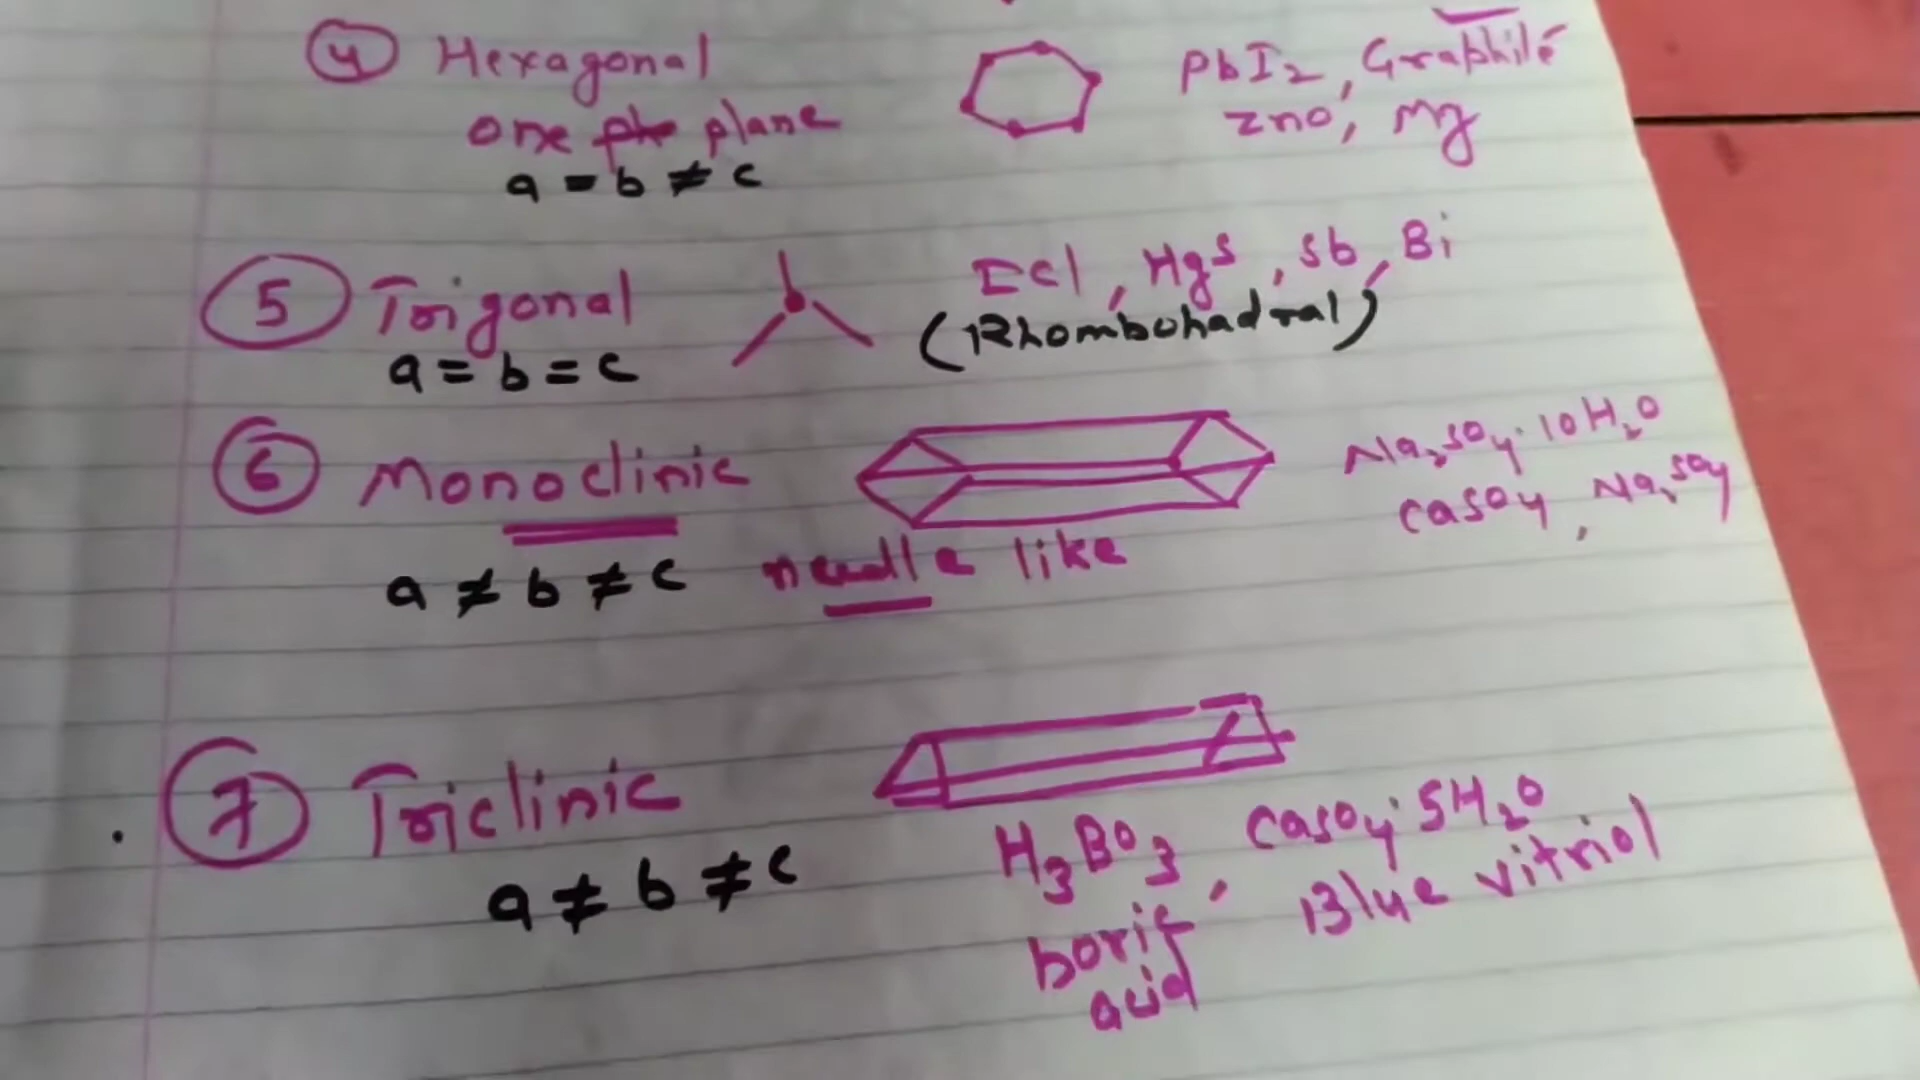 4 Hexagonal
PbI2, Graphite
one plane
ZnO, Mg
a = b ≠ c
5 Trigonal
ICl, HgS, Sb, Bi
(Rhombohadral)
a = b = c
6 Monoclinic
Na2SO4·10H2O
CaSO4, Na2SO4
a ≠ b ≠ c
like
7 Triclinic
H3BO3, CaSO4·5H2O
boric acid
Blue vitriol
a ≠ b ≠ c